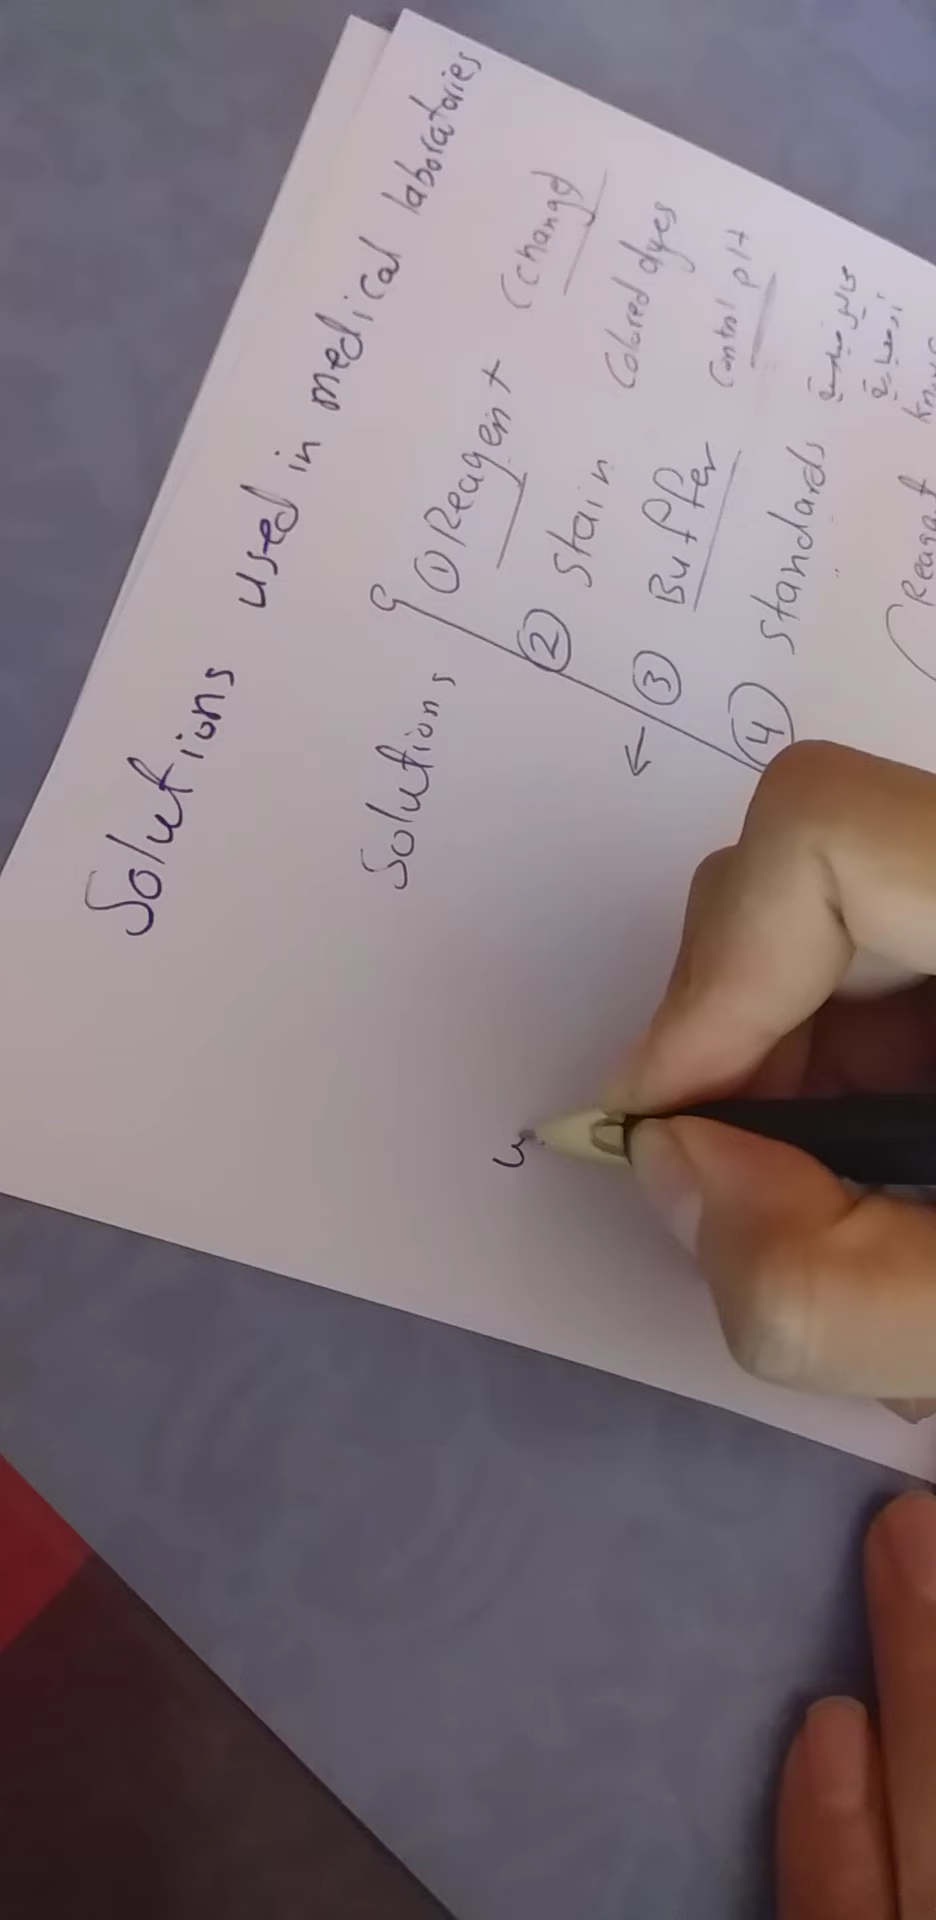 Solutions used in medical laboratories
Solutions
① Reagent (change)
② Stain Colored dyes
③ Buffer Control pH
④ standards
(Reagent